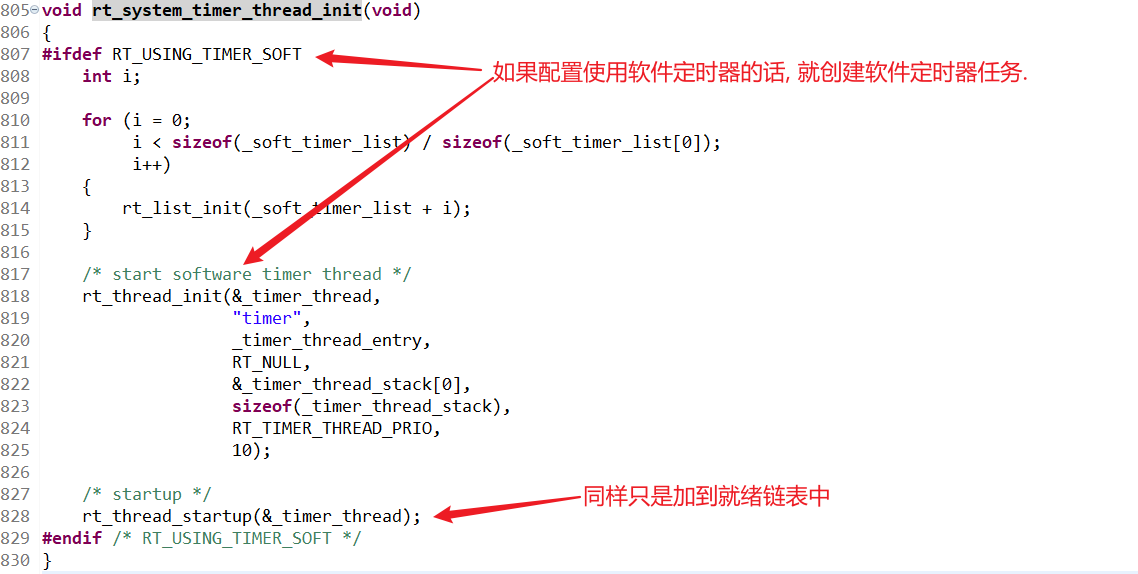 805 void rt_system_timer_thread_init(void)
806 {
807 #ifdef RT_USING_TIMER_SOFT
如果配置使用软件定时器的话, 就创建软件定时器任务.
808     int i;
809
810     for (i = 0;
811          i < sizeof(_soft_timer_list) / sizeof(_soft_timer_list[0]);
812          i++)
813     {
814         rt_list_init(_soft_timer_list + i);
815     }
816
817     /* start software timer thread */
818     rt_thread_init(&_timer_thread,
819                    "timer",
820                    _timer_thread_entry,
821                    RT_NULL,
822                    &_timer_thread_stack[0],
823                    sizeof(_timer_thread_stack),
824                    RT_TIMER_THREAD_PRIO,
825                    10);
826
827     /* startup */
同样只是加到就绪链表中
828     rt_thread_startup(&_timer_thread);
829 #endif /* RT_USING_TIMER_SOFT */
830 }